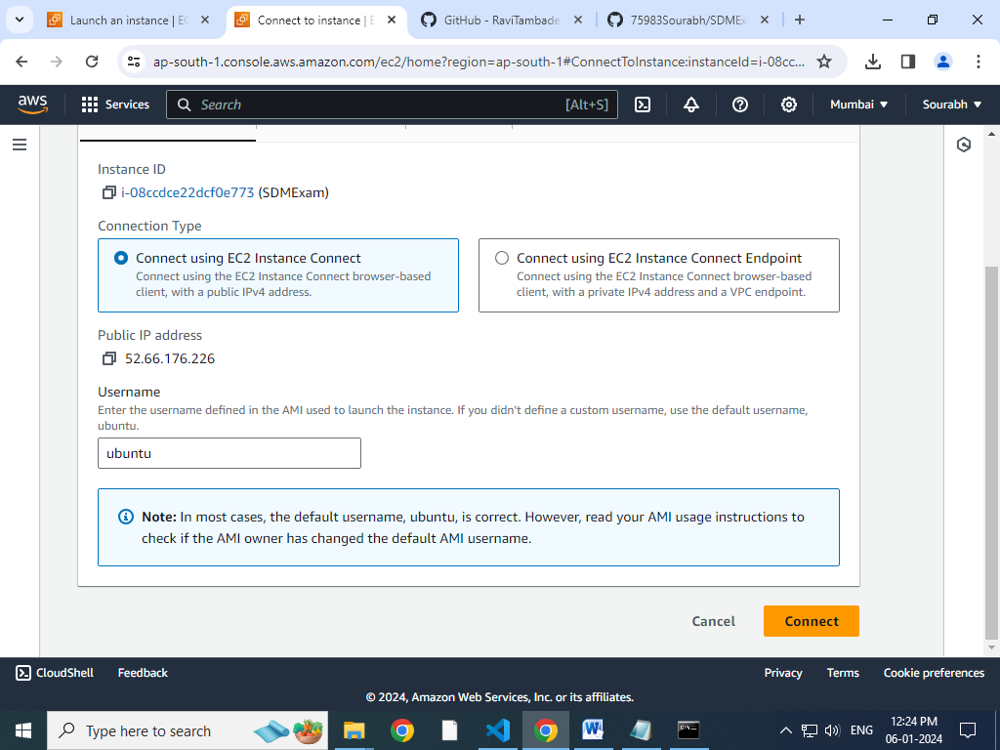 Launch an instance | EC
Connect to instance | E
GitHub - RaviTambade
75983Sourabh/SDMEx
ap-south-1.console.aws.amazon.com/ec2/home?region=ap-south-1#ConnectToInstance:instanceId=i-08cc...
aws
Services
Search
[Alt+S]
Mumbai
Sourabh
Instance ID
i-08ccdce22dcf0e773 (SDMExam)
Connection Type
Connect using EC2 Instance Connect
Connect using the EC2 Instance Connect browser-based
client, with a public IPv4 address.
Connect using EC2 Instance Connect Endpoint
Connect using the EC2 Instance Connect browser-based
client, with a private IPv4 address and a VPC endpoint.
Public IP address
52.66.176.226
Username
Enter the username defined in the AMI used to launch the instance. If you didn't define a custom username, use the default username,
ubuntu.
ubuntu
Note: In most cases, the default username, ubuntu, is correct. However, read your AMI usage instructions to
check if the AMI owner has changed the default AMI username.
Cancel
Connect
CloudShell
Feedback
Privacy
Terms
Cookie preferences
© 2024, Amazon Web Services, Inc. or its affiliates.
Type here to search
ENG
12:24 PM
06-01-2024